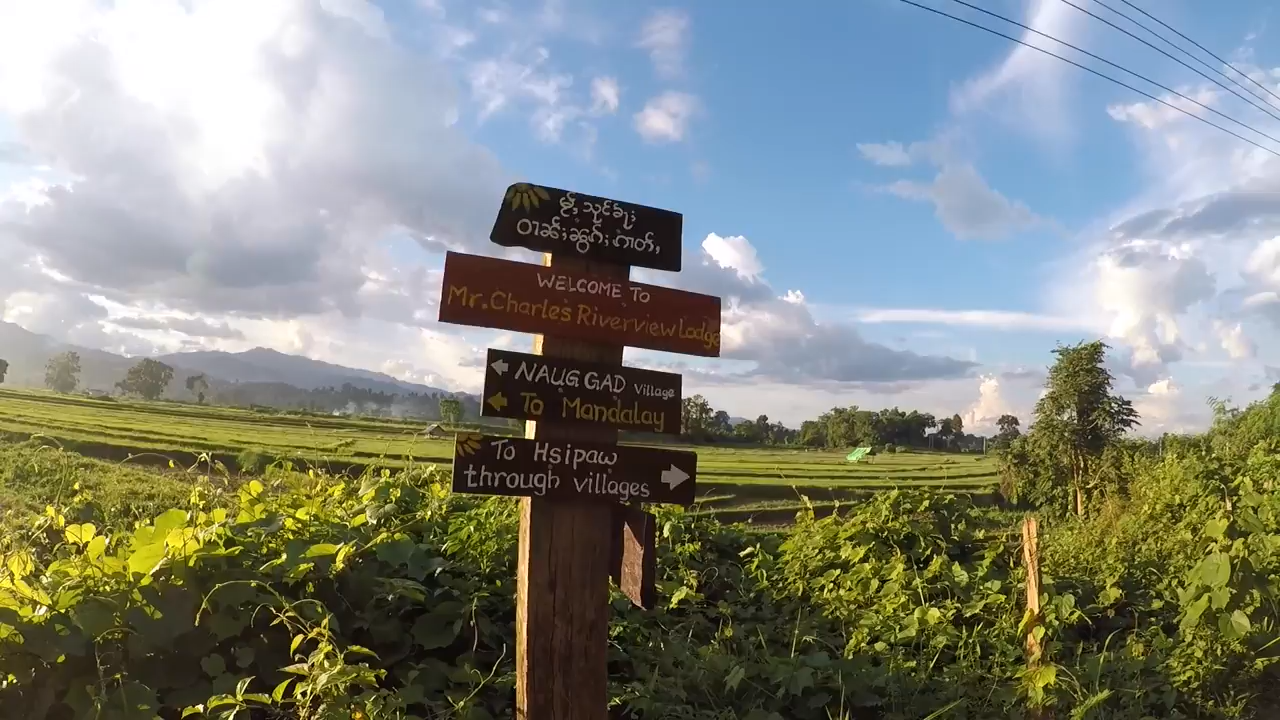 WELCOME TO
Mr. Charles Riverview Lodge
NAUG GAD Village
To Mandalay
To Hsipaw
through villages